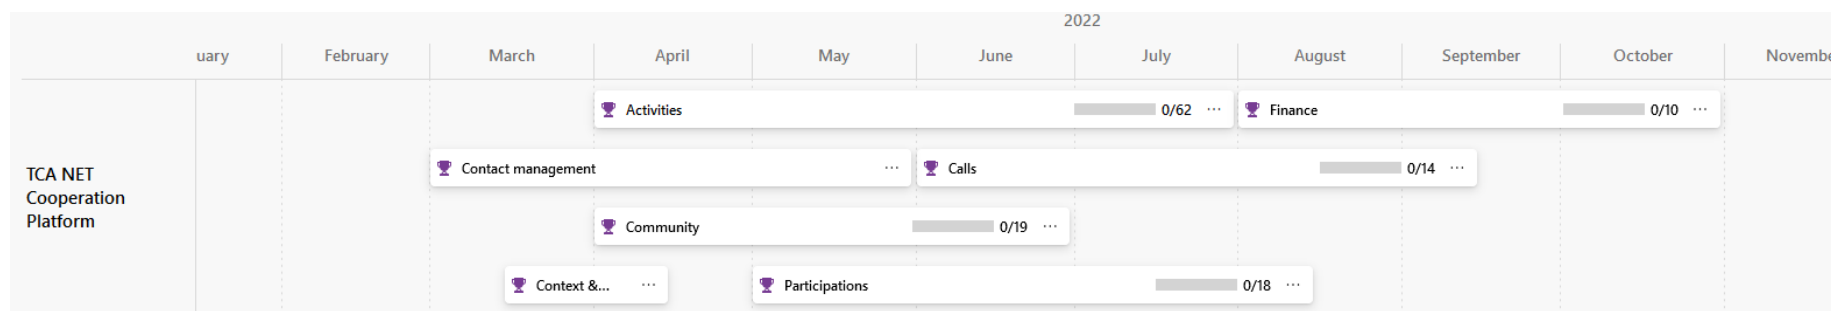 2022
uary February March April May June July August September October Novembe
Activities 0/62 ... Finance 0/10 ...
TCA NET
Cooperation
Platform
Contact management ... Calls 0/14 ...
Community 0/19 ...
Context &... ... Participations 0/18 ...